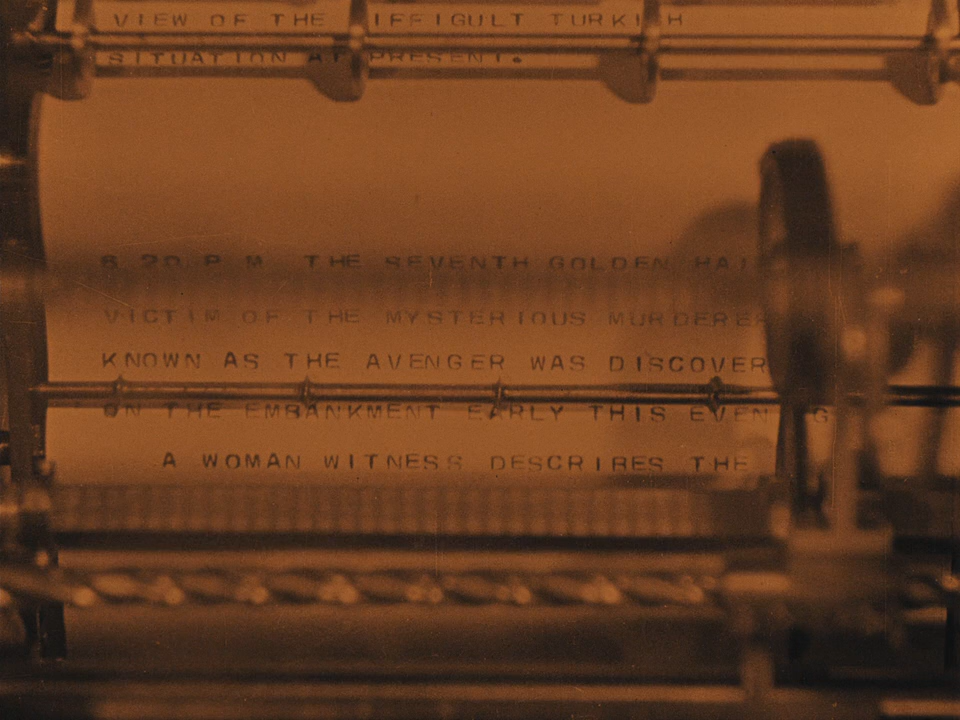 VIEW OF THE IFFIGULT TURKI H
SITUATION AT PRESENT.
6 20 P M THE SEVENTH GOLDEN HAI
VICTIM OF THE MYSTERIOUS MURDERER
KNOWN AS THE AVENGER WAS DISCOVER
ON THE EMBANKMENT EARLY THIS EVEN G
A WOMAN WITNESS DESCRIBES THE